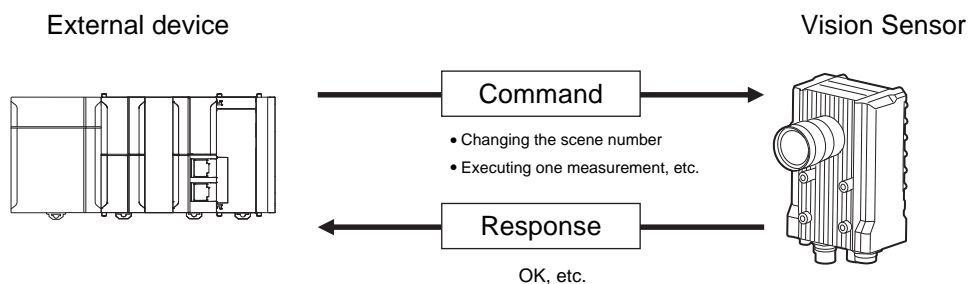 External device
Vision Sensor
Command
• Changing the scene number
• Executing one measurement, etc.
Response
OK, etc.